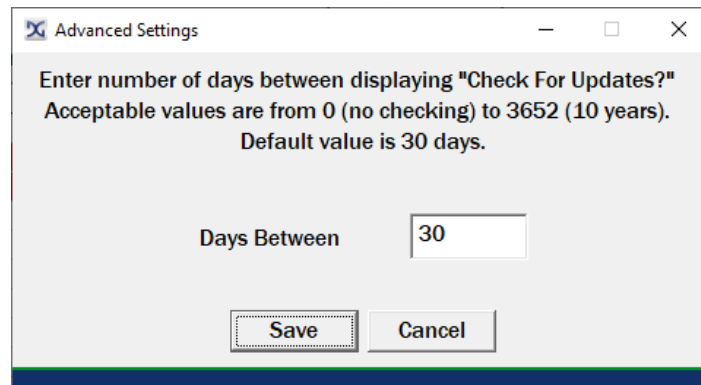 Advanced Settings
Enter number of days between displaying "Check For Updates?"
Acceptable values are from 0 (no checking) to 3652 (10 years).
Default value is 30 days.
Days Between 30
Save Cancel